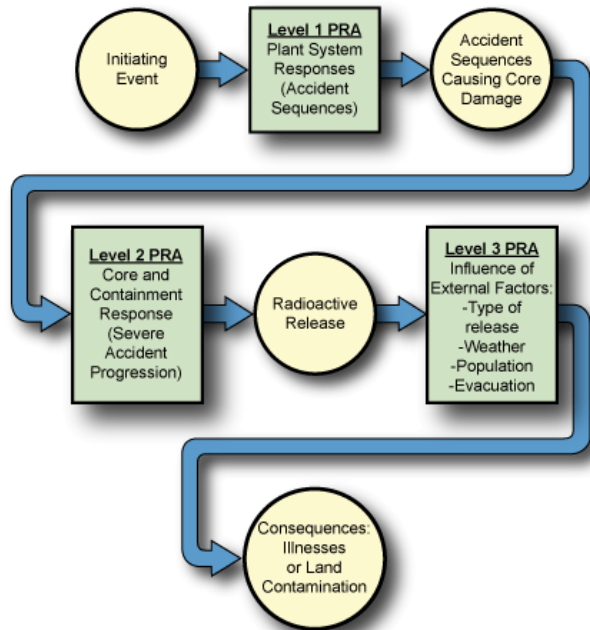 Initiating
Event
Level 1 PRA
Plant System
Responses
(Accident
Sequences)
Accident
Sequences
Causing Core
Damage
Level 2 PRA
Core and
Containment
Response
(Severe
Accident
Progression)
Radioactive
Release
Level 3 PRA
Influence of
External Factors:
-Type of
release
-Weather
-Population
-Evacuation
Consequences:
Illnesses
or Land
Contamination